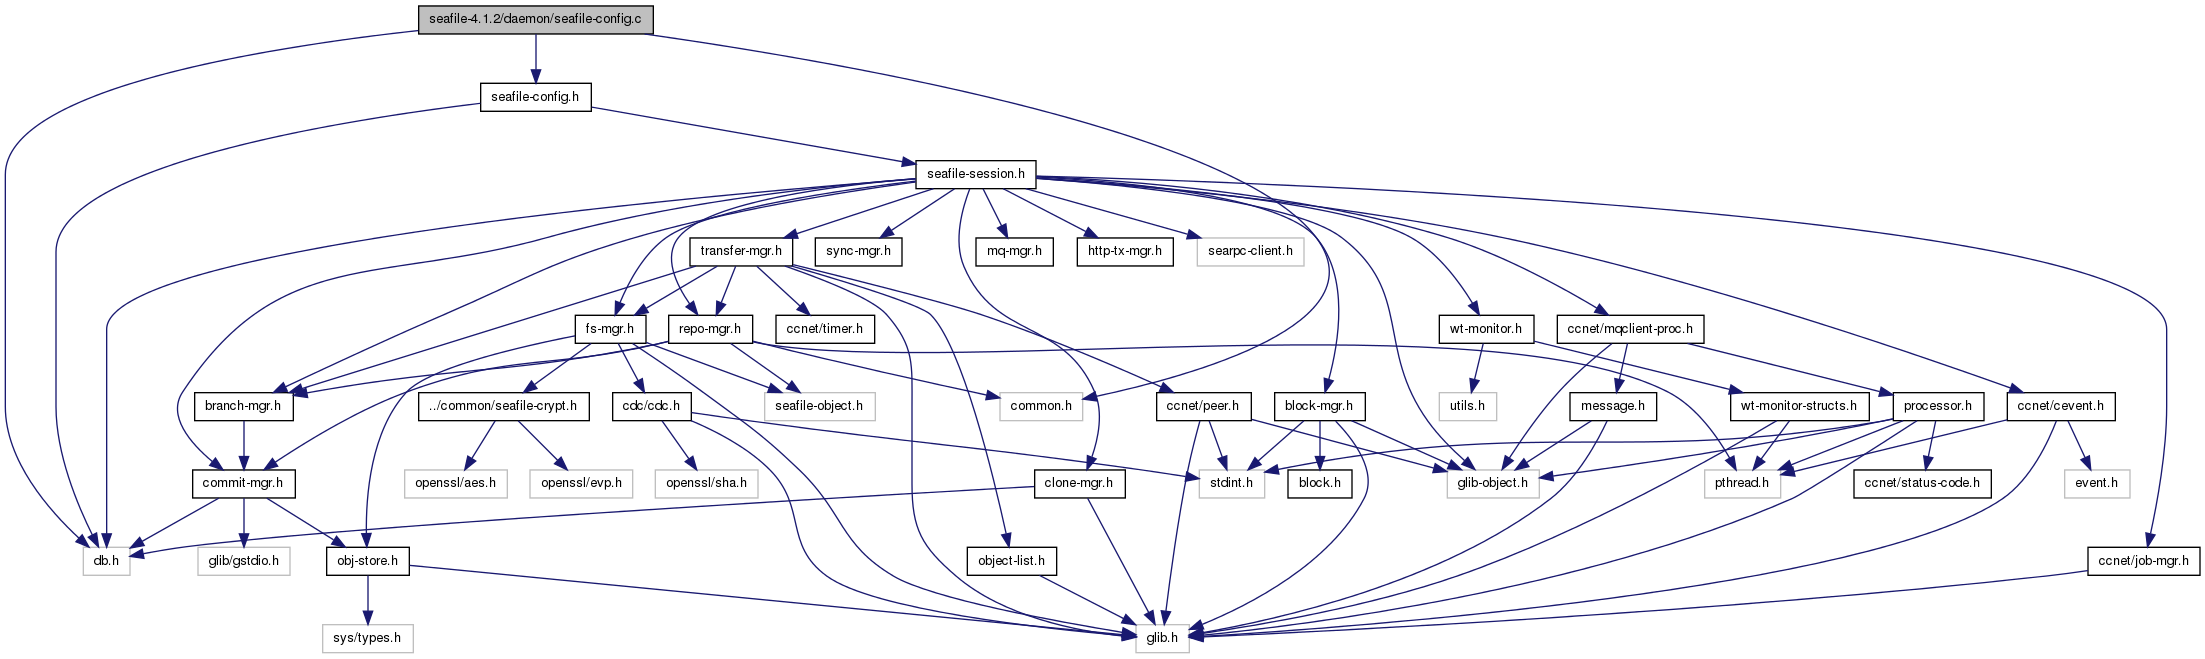 seafile-4.1.2/daemon/seafile-config.c
seafile-config.h
seafile-session.h
transfer-mgr.h
sync-mgr.h
mq-mgr.h
http-tx-mgr.h
searpc-client.h
fs-mgr.h
repo-mgr.h
ccnet/timer.h
wt-monitor.h
ccnet/mqclient-proc.h
branch-mgr.h
../common/seafile-crypt.h
cdc/cdc.h
seafile-object.h
common.h
ccnet/peer.h
block-mgr.h
utils.h
message.h
wt-monitor-structs.h
processor.h
ccnet/cevent.h
commit-mgr.h
openssl/aes.h
openssl/evp.h
openssl/sha.h
clone-mgr.h
stdint.h
block.h
glib-object.h
pthread.h
ccnet/status-code.h
event.h
db.h
glib/gstdio.h
obj-store.h
object-list.h
ccnet/job-mgr.h
sys/types.h
glib.h